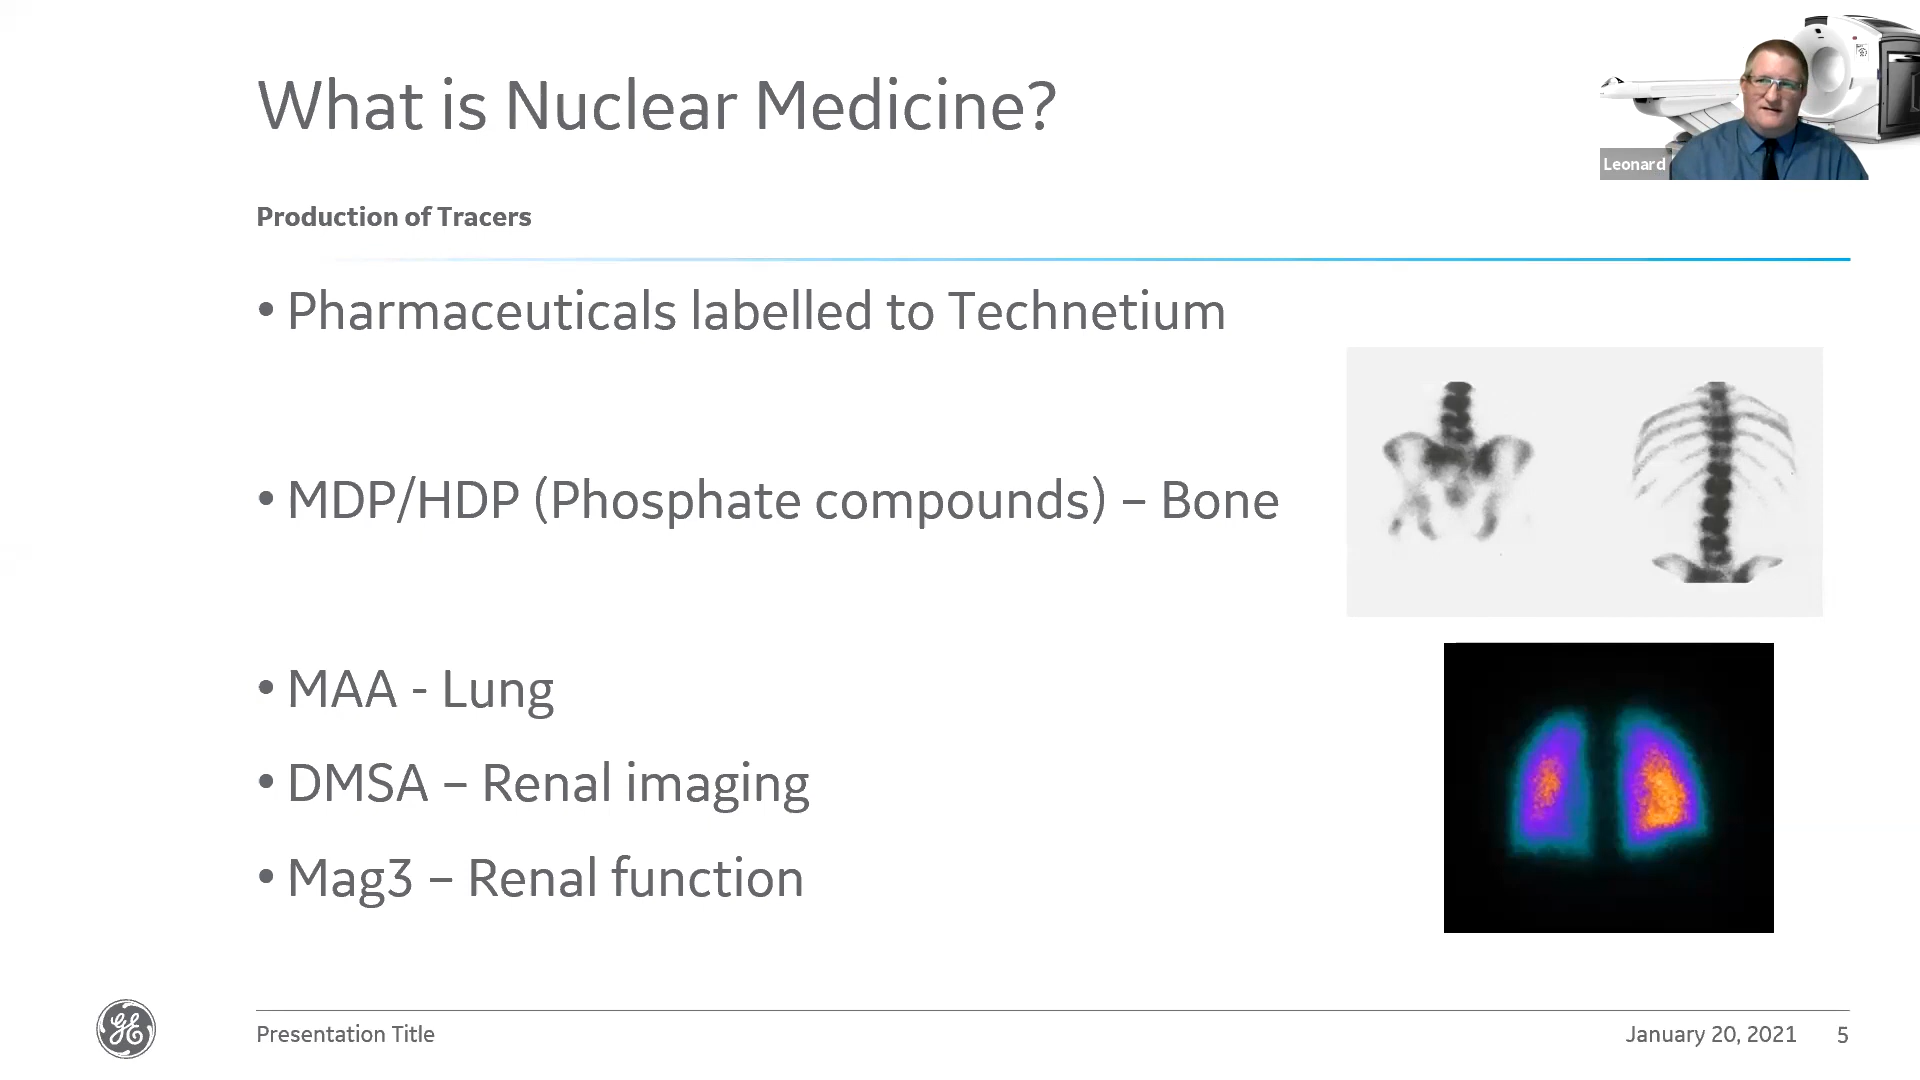 What is Nuclear Medicine?
Leonard
Production of Tracers
• Pharmaceuticals labelled to Technetium
• MDP/HDP (Phosphate compounds) – Bone
• MAA - Lung
• DMSA – Renal imaging
• Mag3 – Renal function
GE
Presentation Title
January 20, 2021 5